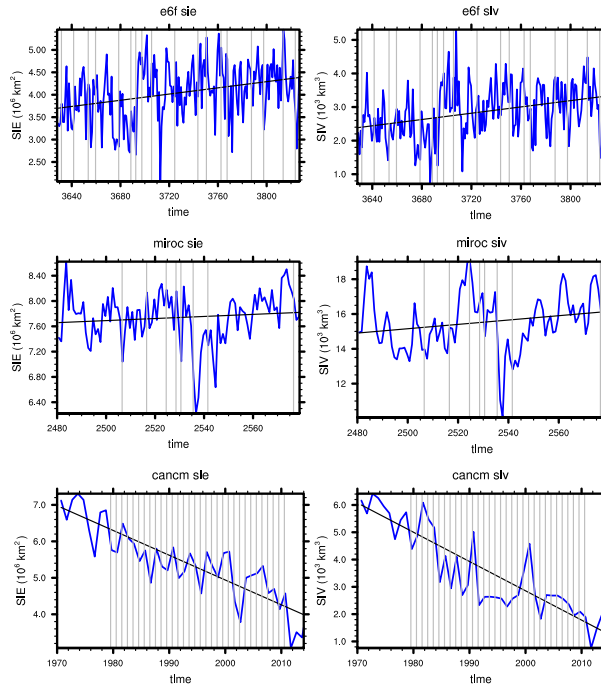 e6f sie
SIE (10⁶ km²)
5.00
4.50
4.00
3.50
3.00
2.50
3640 3680 3720 3760 3800
time
e6f siv
SIV (10³ km³)
5.0
4.0
3.0
2.0
1.0
3640 3680 3720 3760 3800
time
miroc sie
SIE (10⁶ km²)
8.40
8.00
7.60
7.20
6.80
6.40
2480 2500 2520 2540 2560
time
miroc siv
SIV (10³ km³)
18
16
14
12
2480 2500 2520 2540 2560
time
cancm sie
SIE (10⁶ km²)
7.0
6.0
5.0
4.0
1970 1980 1990 2000 2010
time
cancm siv
SIV (10³ km³)
6.0
5.0
4.0
3.0
2.0
1.0
1970 1980 1990 2000 2010
time